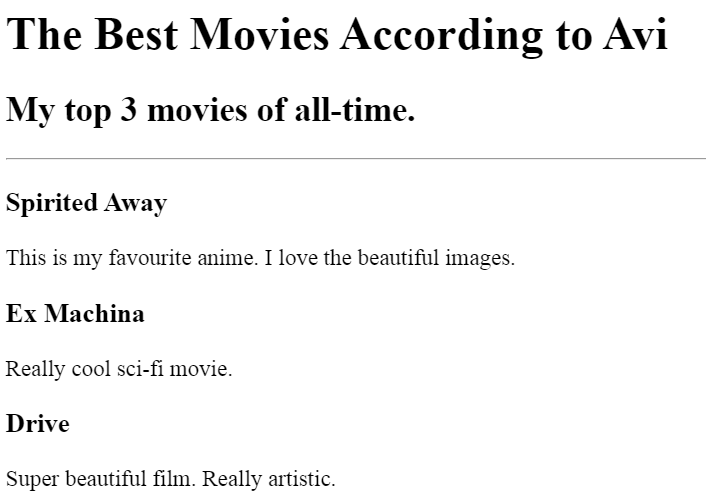 The Best Movies According to Avi
My top 3 movies of all-time.
Spirited Away
This is my favourite anime. I love the beautiful images.
Ex Machina
Really cool sci-fi movie.
Drive
Super beautiful film. Really artistic.